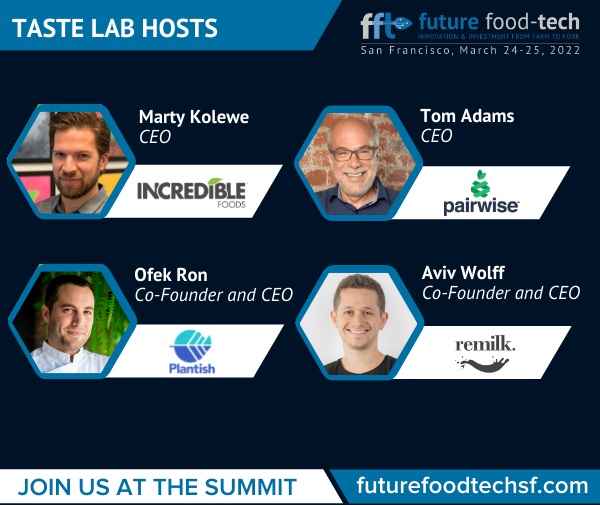 TASTE LAB HOSTS
fft future food-tech
INNOVATION & INVESTMENT FROM FARM TO FORK
San Francisco, March 24-25, 2022
Marty Kolewe
CEO
INCREDIBLE
FOODS
Tom Adams
CEO
pairwise
Ofek Ron
Co-Founder and CEO
Plantish
Aviv Wolff
Co-Founder and CEO
remilk.
JOIN US AT THE SUMMIT
futurefoodtechsf.com